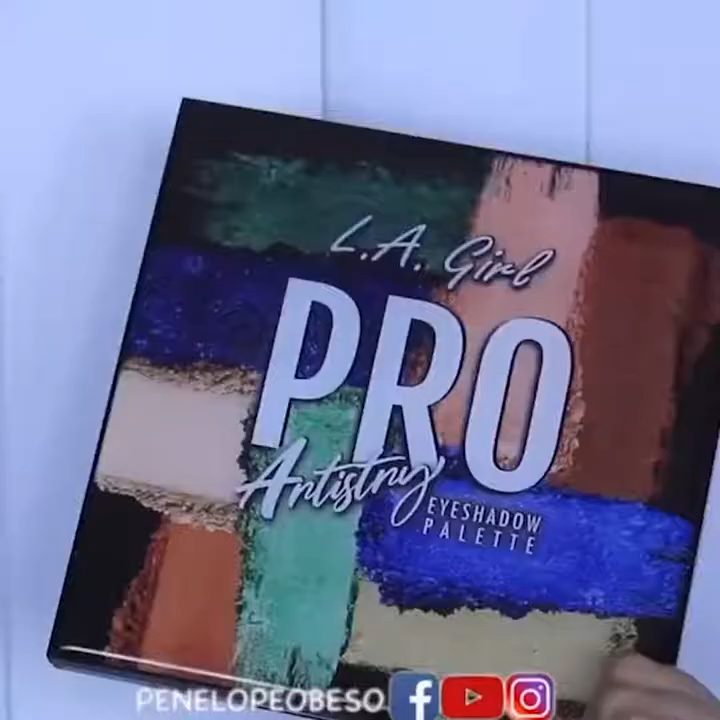 L.A. Girl
PRO
Artistry
EYESHADOW
PALETTE
PENELOPEOBESO